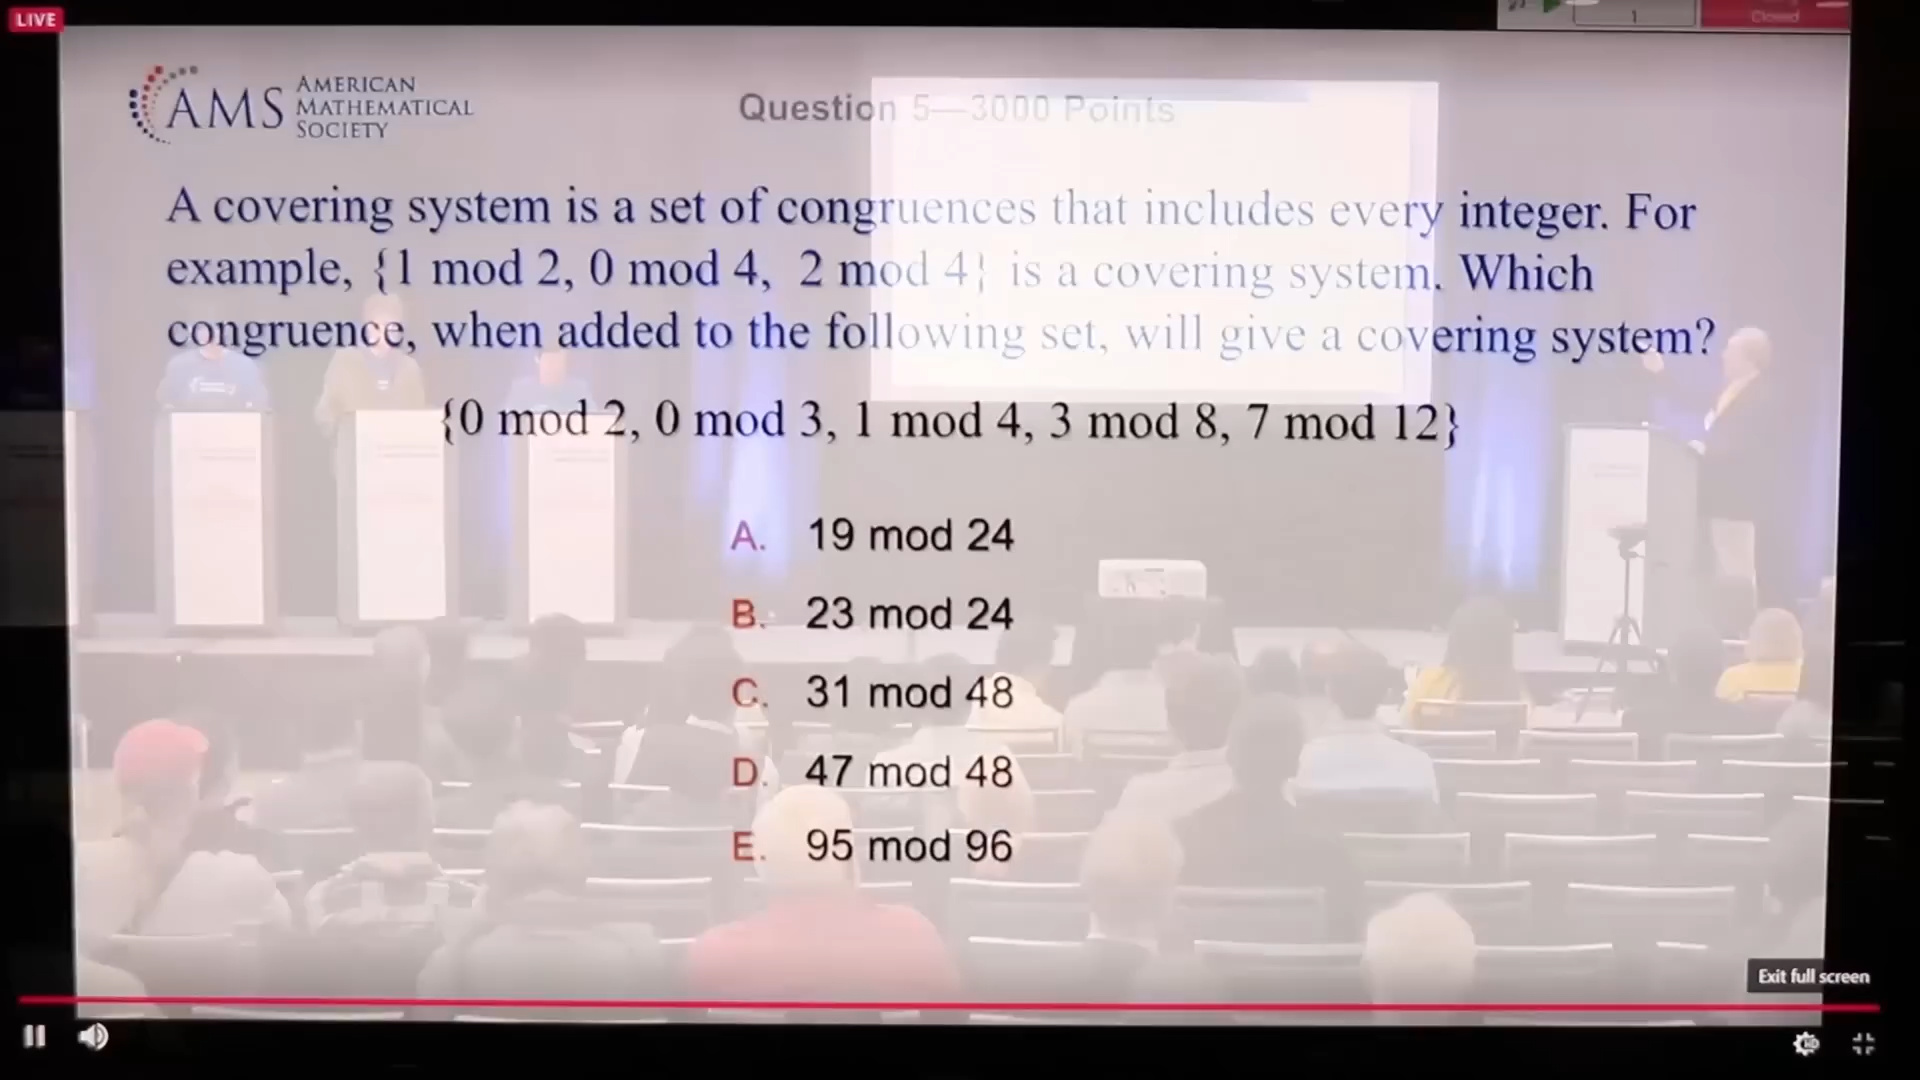 LIVE
1
Closed
AMS AMERICAN MATHEMATICAL SOCIETY
Question 5—3000 Points
A covering system is a set of congruences that includes every integer. For
example, {1 mod 2, 0 mod 4, 2 mod 4} is a covering system. Which
congruence, when added to the following set, will give a covering system?
{0 mod 2, 0 mod 3, 1 mod 4, 3 mod 8, 7 mod 12}
A. 19 mod 24
B. 23 mod 24
C. 31 mod 48
D. 47 mod 48
E. 95 mod 96
Exit full screen
HD